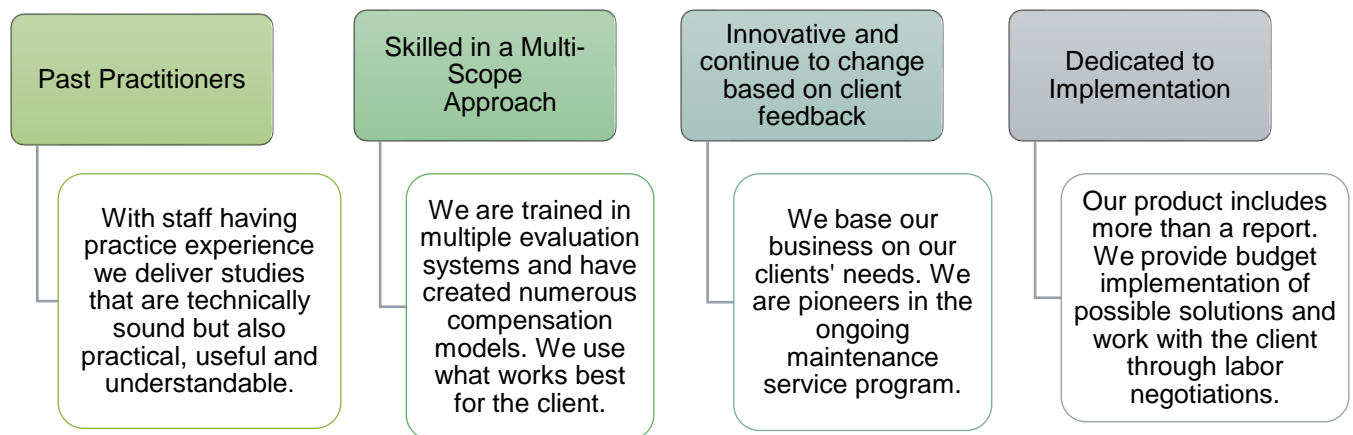 Past Practitioners
With staff having
practice experience
we deliver studies
that are technically
sound but also
practical, useful and
understandable.
Skilled in a Multi-
Scope
Approach
We are trained in
multiple evaluation
systems and have
created numerous
compensation
models. We use
what works best
for the client.
Innovative and
continue to change
based on client
feedback
We base our
business on our
clients' needs. We
are pioneers in the
ongoing
maintenance
service program.
Dedicated to
Implementation
Our product includes
more than a report.
We provide budget
implementation of
possible solutions and
work with the client
through labor
negotiations.